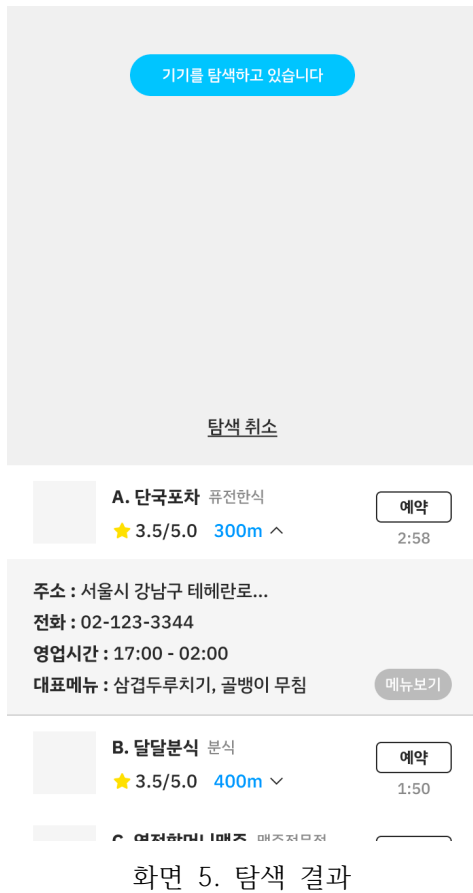 기기를 탐색하고 있습니다
탐색 취소
A. 단국포차 퓨전한식
3.5/5.0 300m
예약
2:58
주소 : 서울시 강남구 테헤란로...
전화 : 02-123-3344
영업시간 : 17:00 - 02:00
대표메뉴 : 삼겹두루치기, 골뱅이 무침
메뉴보기
B. 달달분식 분식
3.5/5.0 400m
예약
1:50
화면 5. 탐색 결과